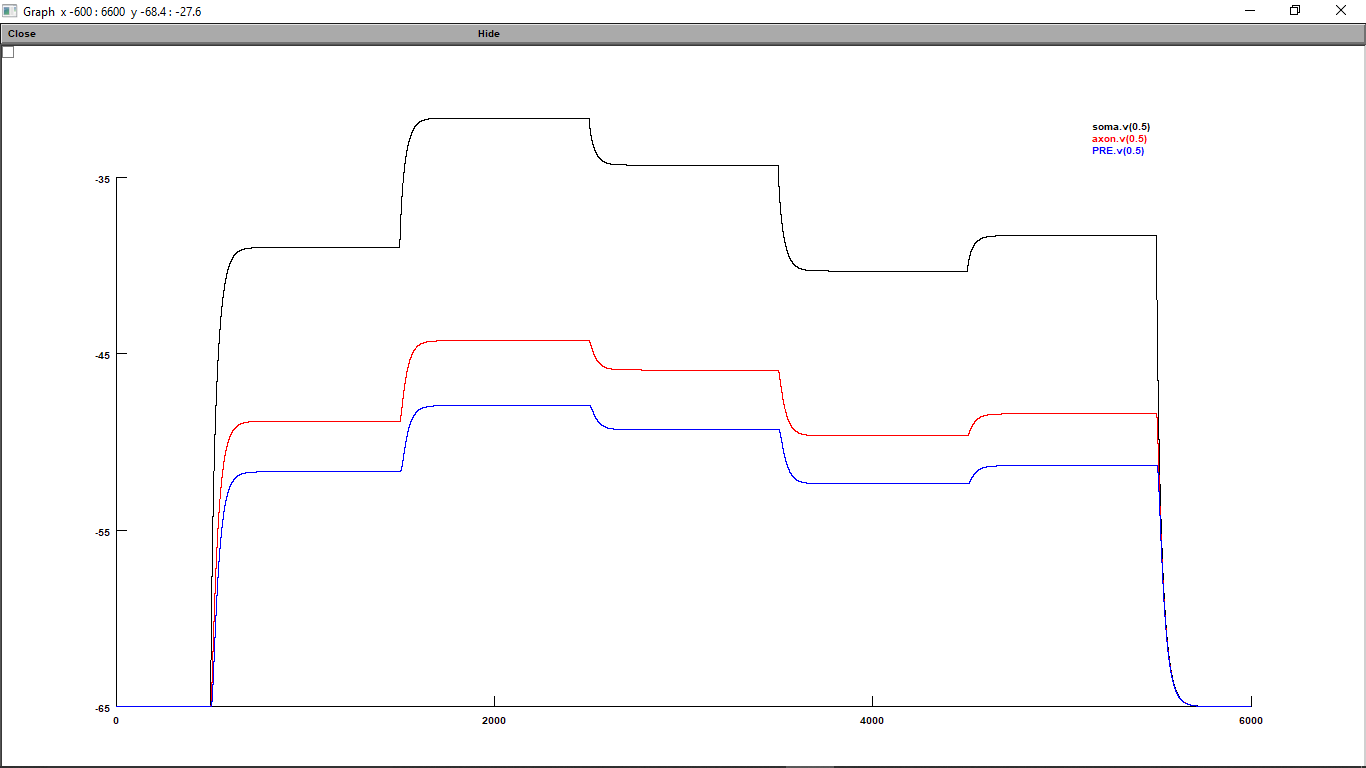 Graph x -600 : 6600 y -68.4 : -27.6
Close Hide
soma.v(0.5)
axon.v(0.5)
PRE.v(0.5)
-35
-45
-55
-65
0 2000 4000 6000